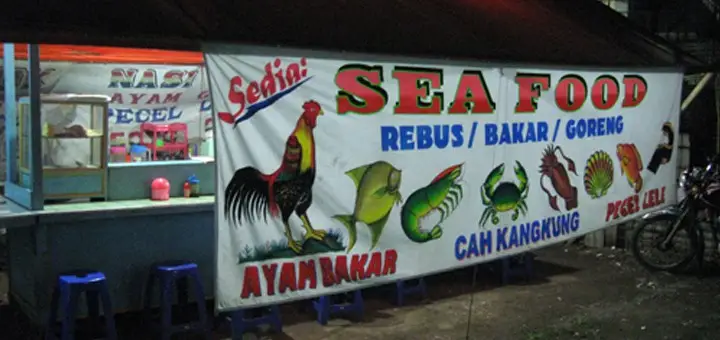 NASI
AYAM
PECEL
Sedia:
SEA FOOD
REBUS / BAKAR / GORENG
AYAM BAKAR
CAH KANGKUNG
PECEL LELE